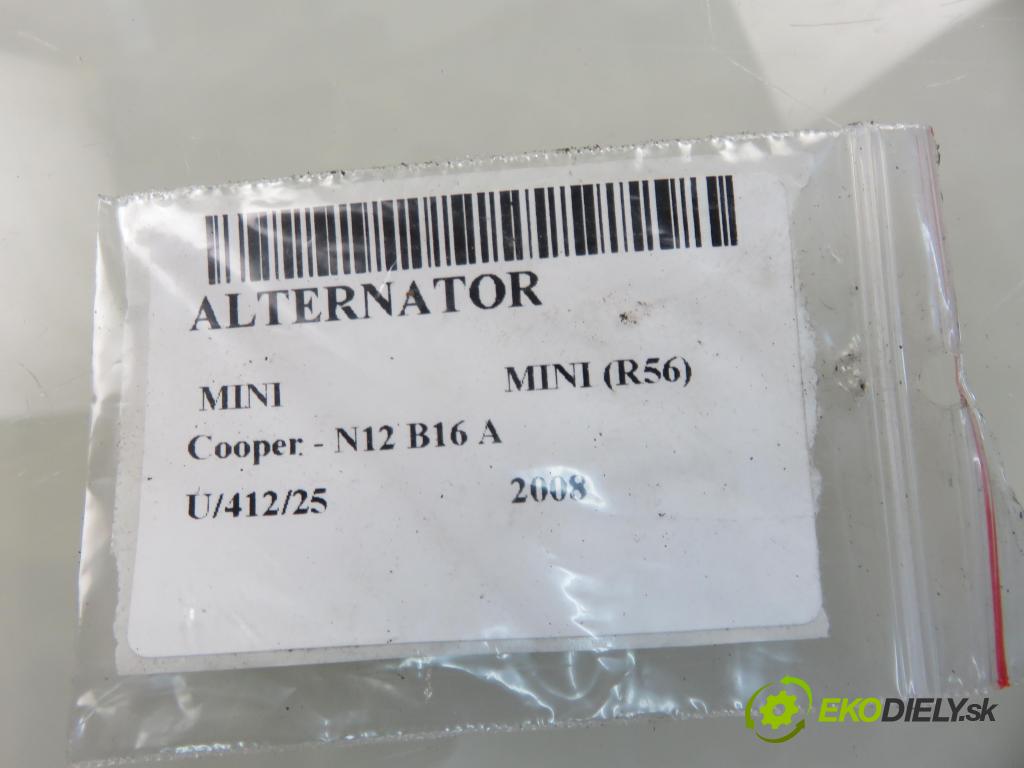 ALTERNATOR
MINI MINI (R56)
Cooper - N12 B16 A
U/412/25 2008
EKODIELY.sk